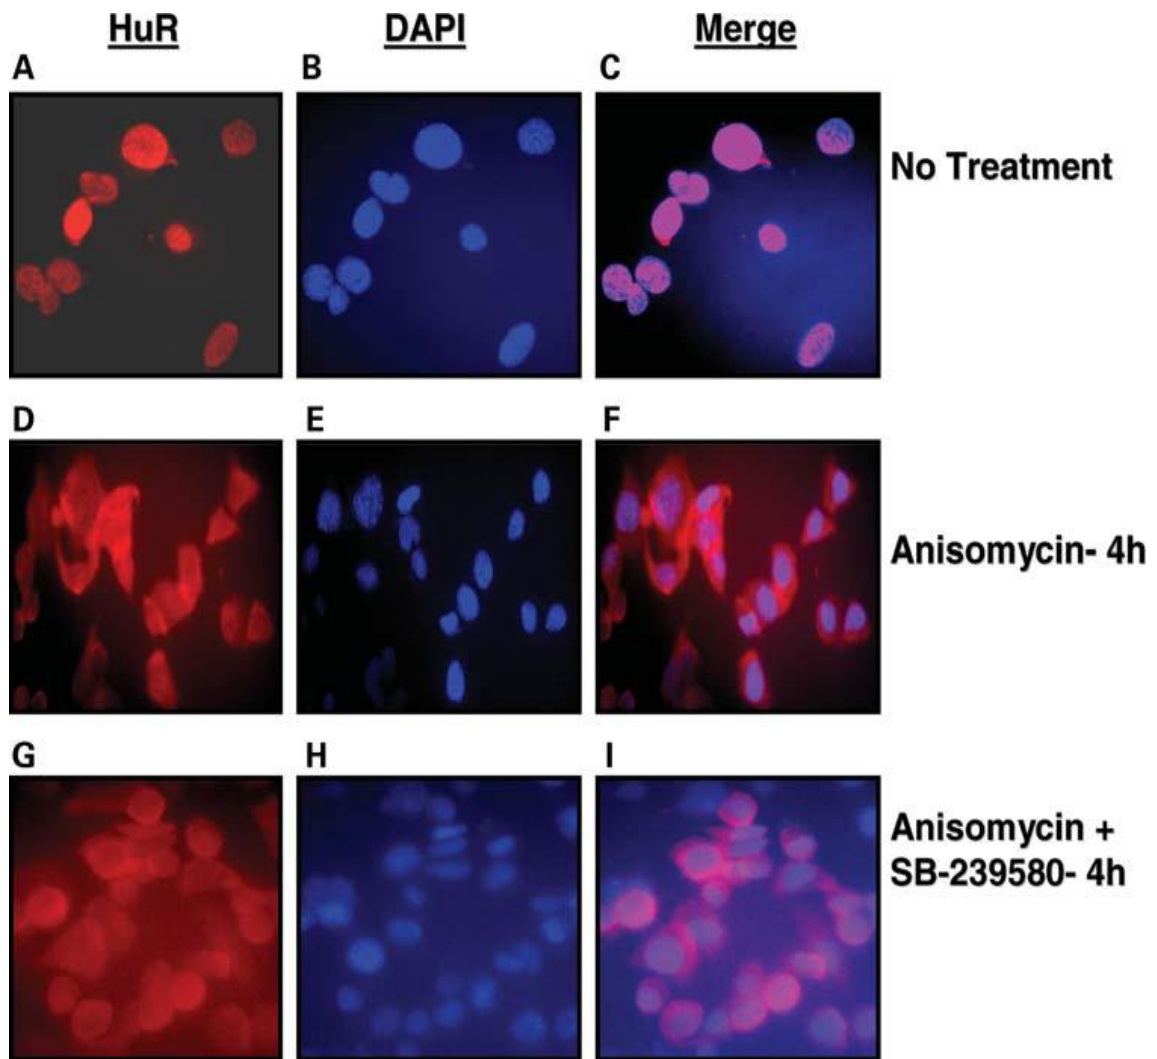 HuR DAPI Merge
A B C
No Treatment
D E F
Anisomycin- 4h
G H I
Anisomycin +
SB-239580- 4h